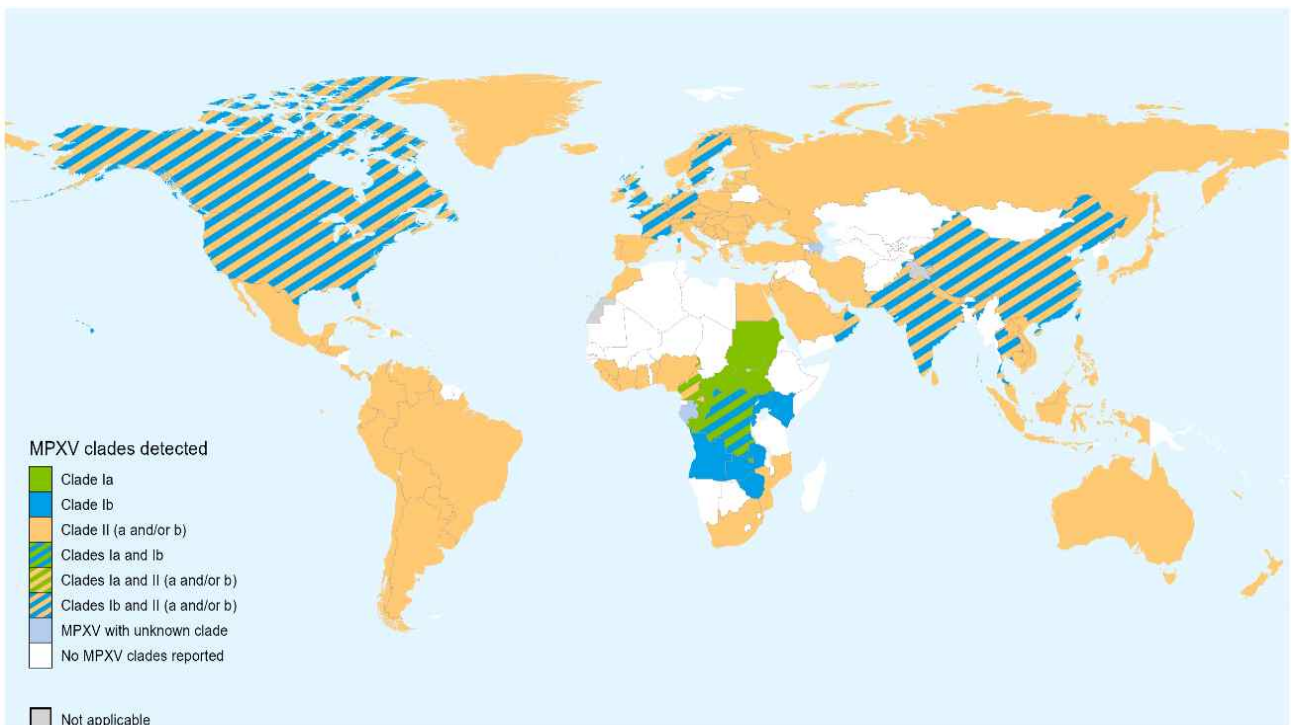 MPXV clades detected
Clade Ia
Clade Ib
Clade II (a and/or b)
Clades Ia and Ib
Clades Ia and II (a and/or b)
Clades Ib and II (a and/or b)
MPXV with unknown clade
No MPXV clades reported
Not applicable